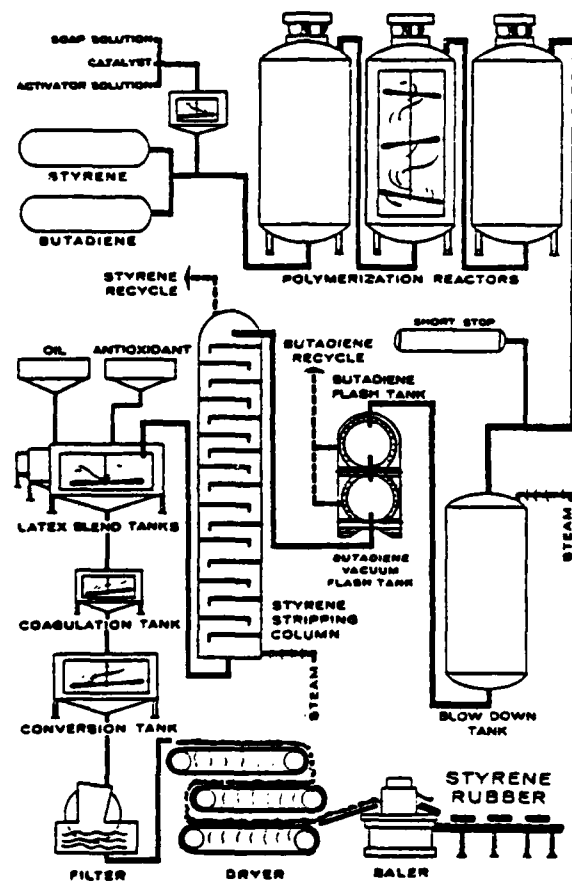 SOAP SOLUTION
CATALYST
ACTIVATOR SOLUTION
STYRENE
BUTADIENE
POLYMERIZATION REACTORS
STYRENE
RECYCLE
SHORT STOP
OIL
ANTIOXIDANT
BUTADIENE
RECYCLE
BUTADIENE
FLASH TANK
LATEX BLEND TANKS
STEAM
BUTADIENE
VACUUM
FLASH TANK
COAGULATION TANK
STYRENE
STRIPPING
COLUMN
STEAM
CONVERSION TANK
BLOW DOWN
TANK
STYRENE
RUBBER
FILTER
DRYER
BALER